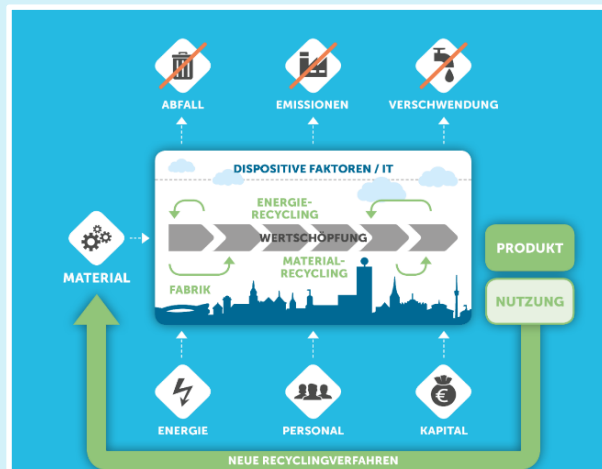 ABFALL
EMISSIONEN
VERSCHWENDUNG
DISPOSITIVE FAKTOREN / IT
ENERGIE-
RECYCLING
WERTSCHÖPFUNG
MATERIAL-
RECYCLING
FABRIK
MATERIAL
PRODUKT
NUTZUNG
€
ENERGIE
PERSONAL
KAPITAL
NEUE RECYCLINGVERFAHREN